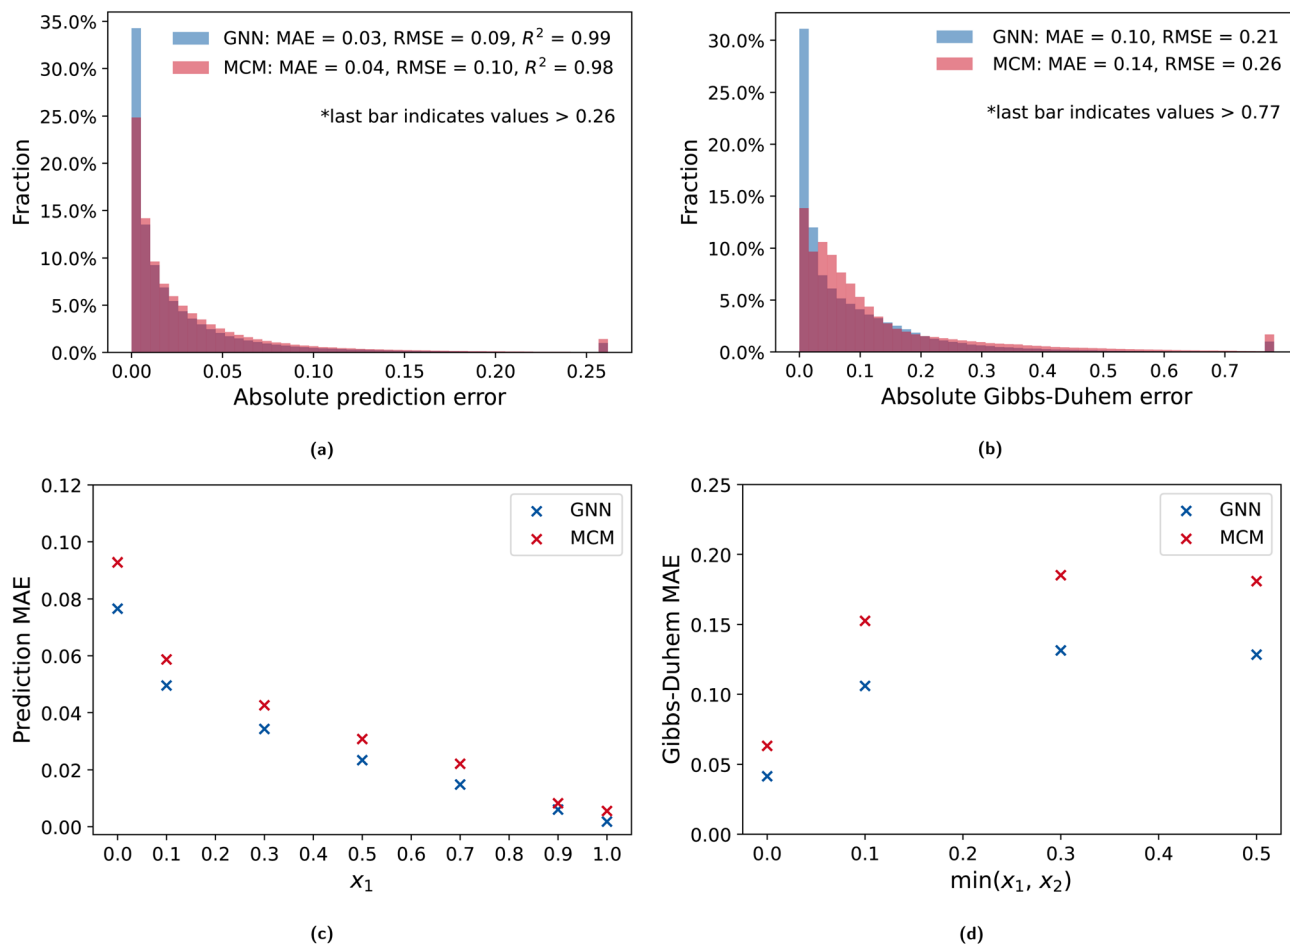 35.0%
30.0%
25.0%
20.0%
15.0%
10.0%
5.0%
0.0%
Fraction
GNN: MAE = 0.03, RMSE = 0.09, R² = 0.99
MCM: MAE = 0.04, RMSE = 0.10, R² = 0.98
*last bar indicates values > 0.26
0.00 0.05 0.10 0.15 0.20 0.25
Absolute prediction error
(a)
30.0%
25.0%
20.0%
15.0%
10.0%
5.0%
0.0%
Fraction
GNN: MAE = 0.10, RMSE = 0.21
MCM: MAE = 0.14, RMSE = 0.26
*last bar indicates values > 0.77
0.0 0.1 0.2 0.3 0.4 0.5 0.6 0.7
Absolute Gibbs-Duhem error
(b)
0.12
0.10
0.08
0.06
0.04
0.02
0.00
Prediction MAE
GNN
MCM
0.0 0.1 0.2 0.3 0.4 0.5 0.6 0.7 0.8 0.9 1.0
x₁
(c)
0.25
0.20
0.15
0.10
0.05
0.00
Gibbs-Duhem MAE
GNN
MCM
0.0 0.1 0.2 0.3 0.4 0.5
min(x₁, x₂)
(d)